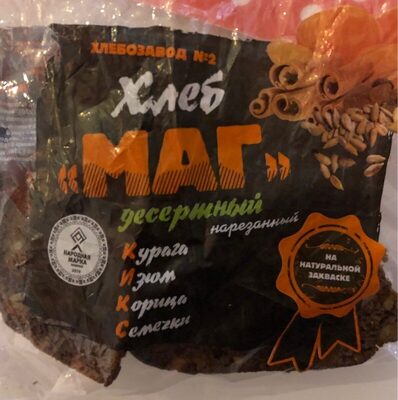 ХЛЕБОЗАВОД №2
Хлеб
«МАГ»
десертный
нарезанный
Курага
Изюм
Корица
Семечки
НАРОДНАЯ
МАРКА
НА
НАТУРАЛЬНОЙ
ЗАКВАСКЕ